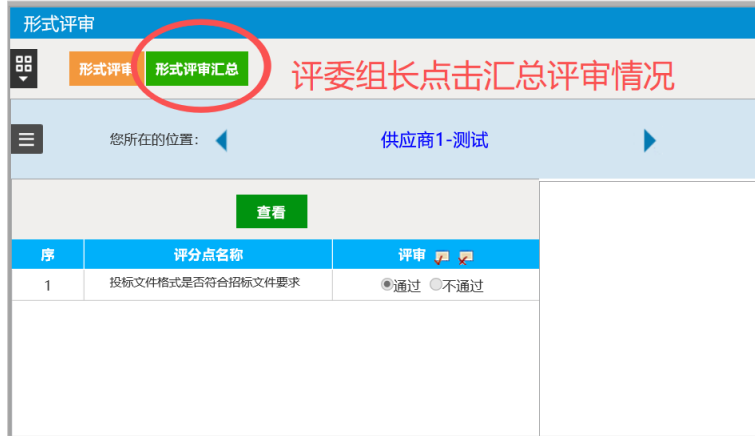 形式评审
形式评审 形式评审汇总 评委组长点击汇总评审情况
您所在的位置： 供应商1-测试
查看
序 评分点名称 评审
1 投标文件格式是否符合招标文件要求 通过 不通过